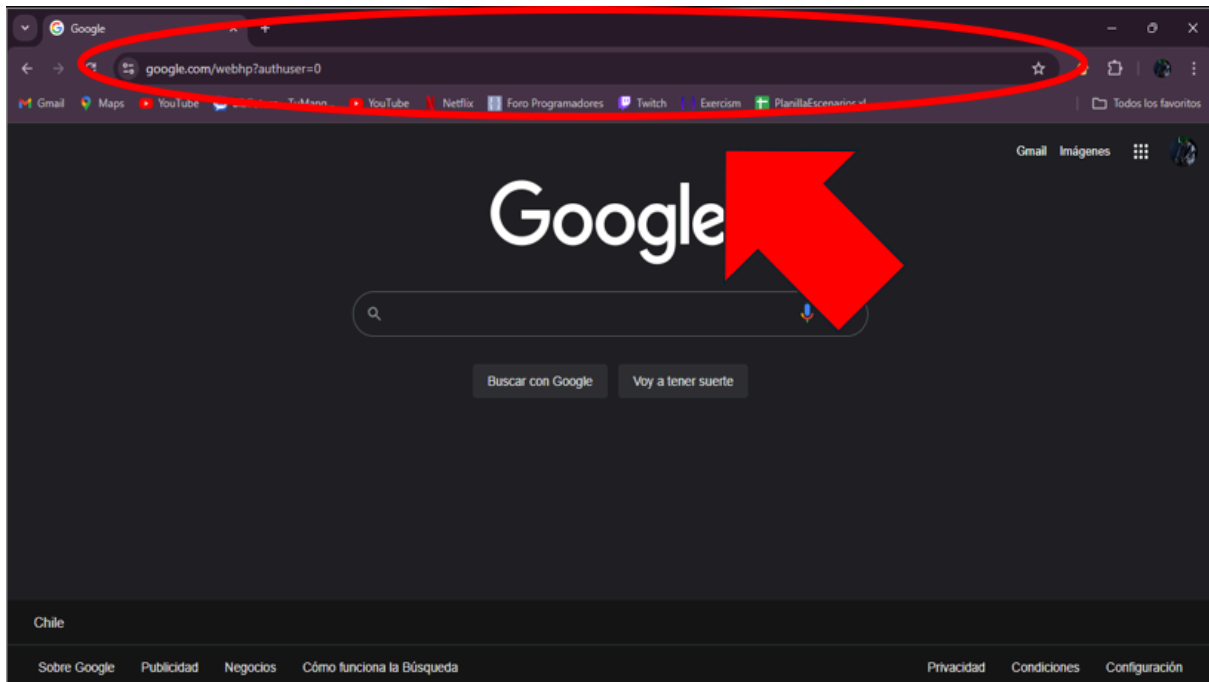 Google
google.com/webhp?authuser=0
Gmail Maps YouTube YouTube Netflix Foro Programadores Twitch Exercism PlanillaEscenarios.xl... Todos los favoritos
Gmail Imágenes
Google
Buscar con Google Voy a tener suerte
Chile
Sobre Google Publicidad Negocios Cómo funciona la Búsqueda Privacidad Condiciones Configuración